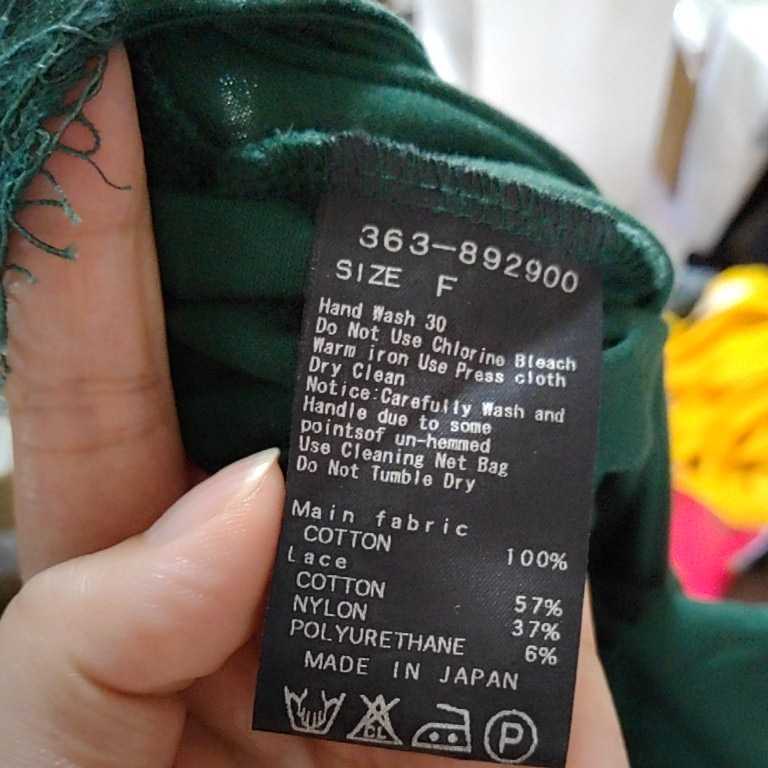 363-892900
SIZE F
Hand Wash 30
Do Not Use Chlorine Bleach
Warm iron Use Press cloth
Dry Clean
Notice:Carefully Wash and
Handle due to some
pointsof un-hemmed
Use Cleaning Net Bag
Do Not Tumble Dry
Main fabric
COTTON 100%
Lace
COTTON 57%
NYLON 37%
POLYURETHANE 6%
MADE IN JAPAN
CL P